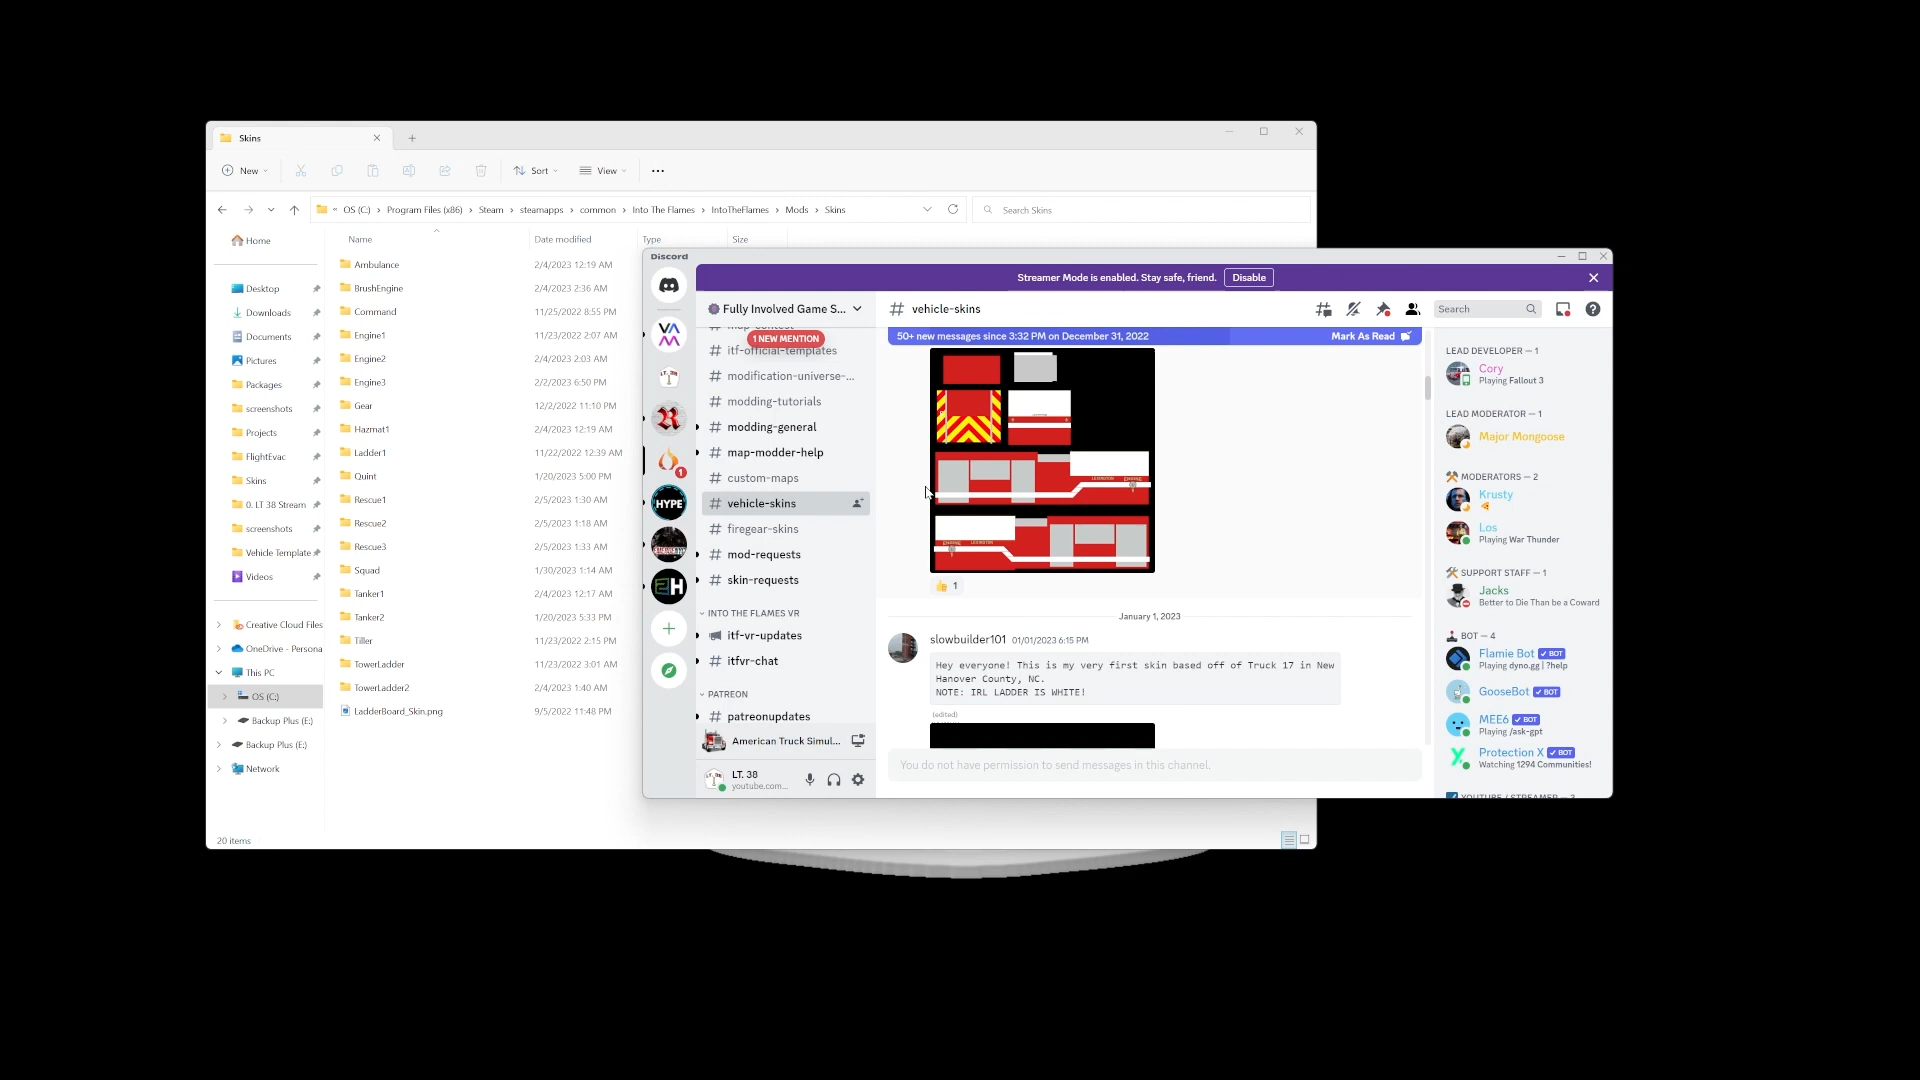 Skins
New
Sort
View
« OS (C:) › Program Files (x86) › Steam › steamapps › common › Into The Flames › IntoTheFlames › Mods › Skins
Search Skins
Home
Desktop
Downloads
Documents
Pictures
Packages
screenshots
Projects
FlightEvac
Skins
0. LT 38 Stream
screenshots
Vehicle Template
Videos
Creative Cloud Files
OneDrive - Persona
This PC
OS (C:)
Backup Plus (E:)
Backup Plus (E:)
Network
Name Date modified Type Size
Ambulance 2/4/2023 12:19 AM
BrushEngine 2/4/2023 2:36 AM
Command 11/25/2022 8:55 PM
Engine1 11/23/2022 2:07 AM
Engine2 2/4/2023 2:03 AM
Engine3 2/2/2023 6:50 PM
Gear 12/2/2022 11:10 PM
Hazmat1 2/4/2023 12:19 AM
Ladder1 11/22/2022 12:39 AM
Quint 1/20/2023 5:00 PM
Rescue1 2/5/2023 1:30 AM
Rescue2 2/5/2023 1:18 AM
Rescue3 2/5/2023 1:33 AM
Squad 1/30/2023 1:14 AM
Tanker1 2/4/2023 12:17 AM
Tanker2 1/20/2023 5:33 PM
Tiller 11/23/2022 2:15 PM
TowerLadder 11/23/2022 3:01 AM
TowerLadder2 2/4/2023 1:40 AM
LadderBoard_Skin.png 9/5/2022 11:48 PM
20 items
Discord
Streamer Mode is enabled. Stay safe, friend. Disable
LT. 38
1
HYPE
Fully Involved Game S...
1 NEW MENTION
itf-official-templates
modification-universe-...
modding-tutorials
modding-general
map-modder-help
custom-maps
vehicle-skins
firegear-skins
mod-requests
skin-requests
INTO THE FLAMES VR
itf-vr-updates
itfvr-chat
PATREON
patreonupdates
American Truck Simul...
LT. 38
youtube.com...
# vehicle-skins
Search
50+ new messages since 3:32 PM on December 31, 2022 Mark As Read
LEXINGTON
ENGINE
ENGINE LEXINGTON
1
January 1, 2023
slowbuilder101 01/01/2023 6:15 PM
Hey everyone! This is my very first skin based off of Truck 17 in New
Hanover County, NC.
NOTE: IRL LADDER IS WHITE!
(edited)
You do not have permission to send messages in this channel.
LEAD DEVELOPER — 1
Cory
Playing Fallout 3
LEAD MODERATOR — 1
Major Mongoose
MODERATORS — 2
Krusty
Los
Playing War Thunder
SUPPORT STAFF — 1
Jacks
Better to Die Than be a Coward
BOT — 4
Flamie Bot BOT
Playing dyno.gg | ?help
GooseBot BOT
MEE6 BOT
Playing /ask-gpt
Protection X BOT
Watching 1294 Communities!